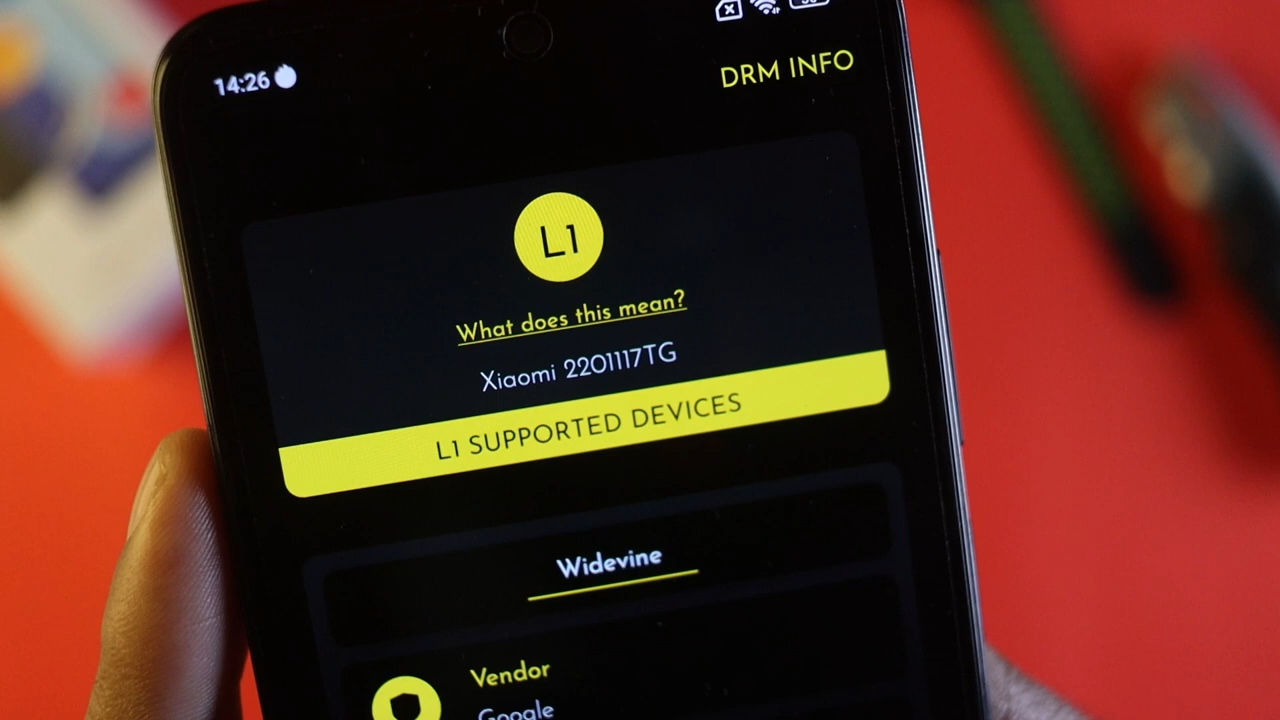 14:26
DRM INFO
L1
What does this mean?
Xiaomi 2201117TG
L1 SUPPORTED DEVICES
Widevine
Vendor
Google